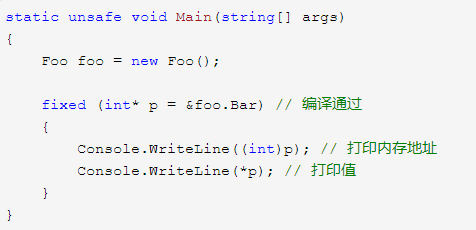 static unsafe void Main(string[] args)
{
    Foo foo = new Foo();
    fixed (int* p = &foo.Bar) // 编译通过
    {
        Console.WriteLine((int)p); // 打印内存地址
        Console.WriteLine(*p); // 打印值
    }
}